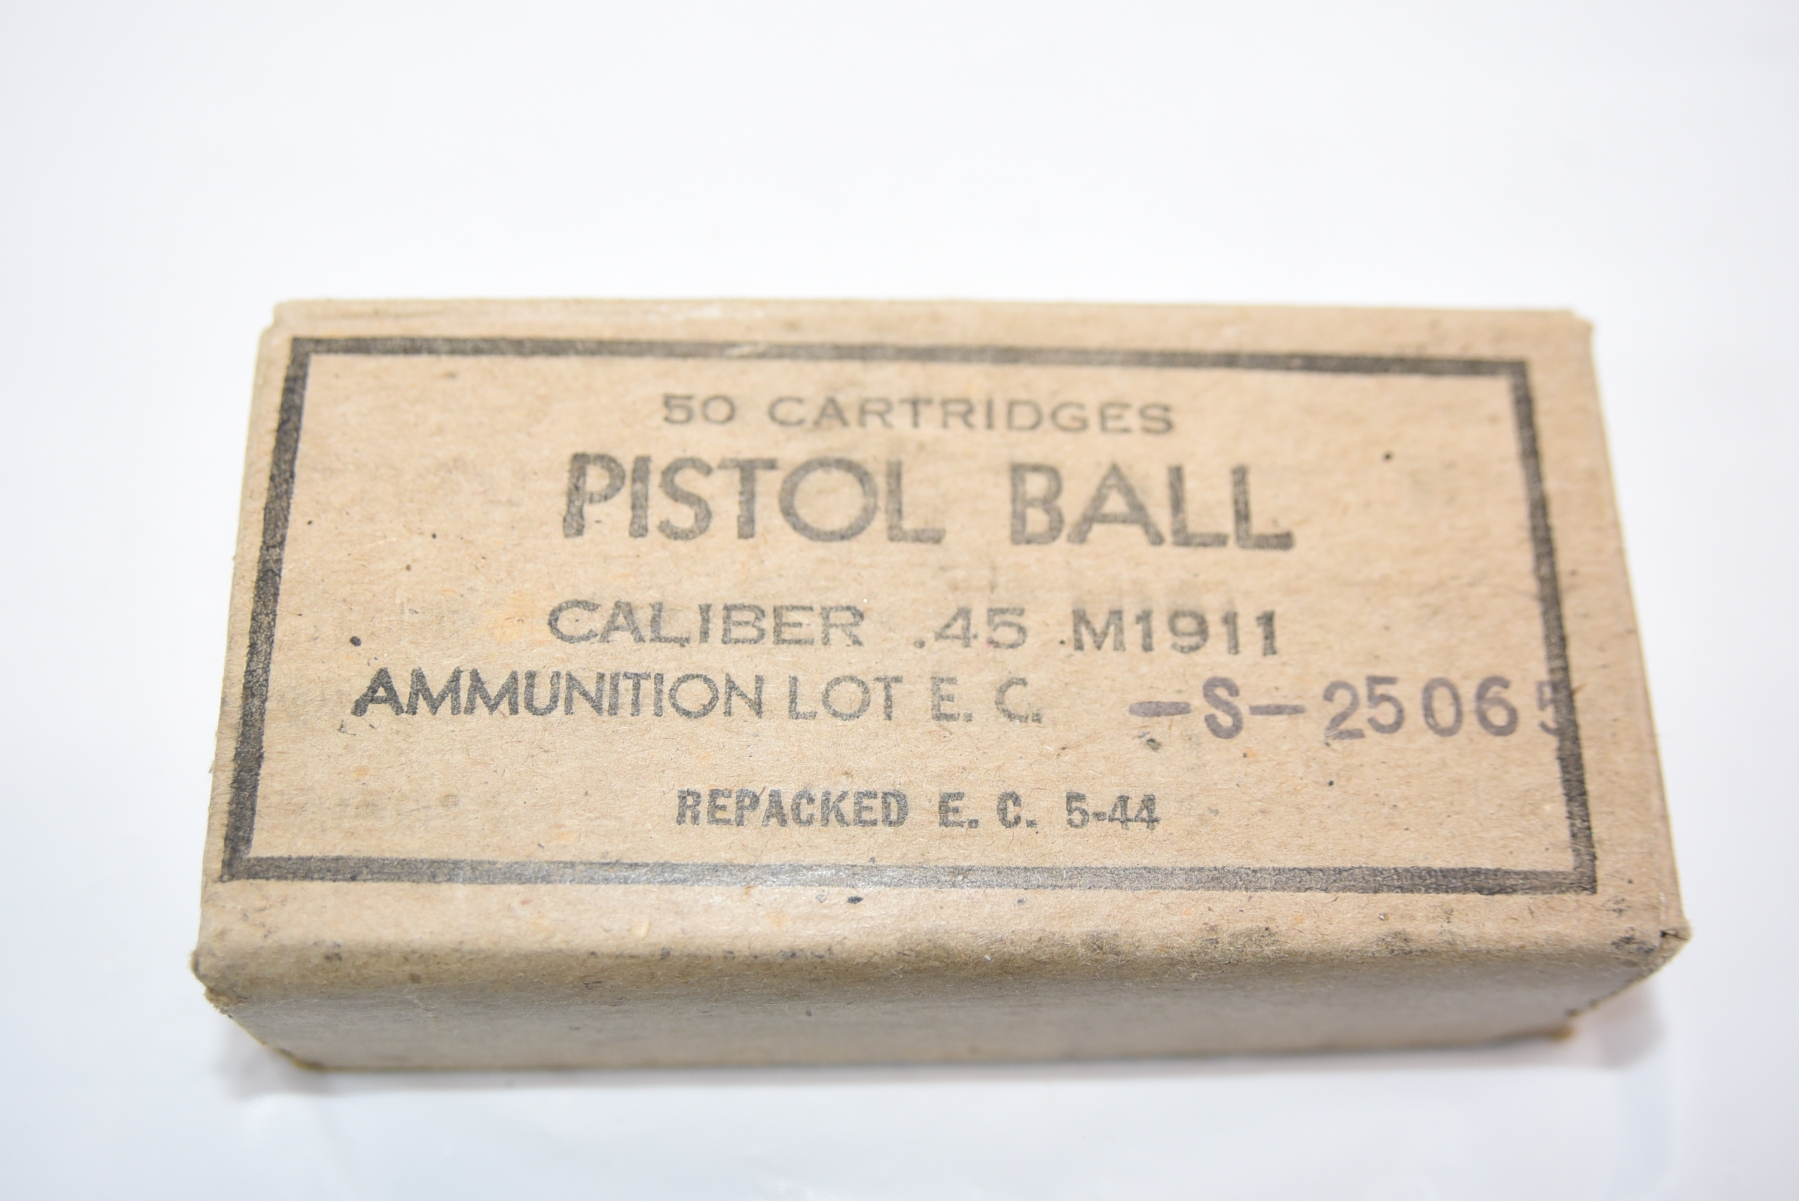 50 CARTRIDGES
PISTOL BALL
CALIBER .45 M1911
AMMUNITION LOT E. C. -S-25065
REPACKED E. C. 5-44